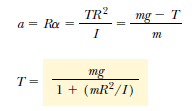 a = Rα = TR²/I = (mg − T)/m
T = mg/(1 + (mR²/I))